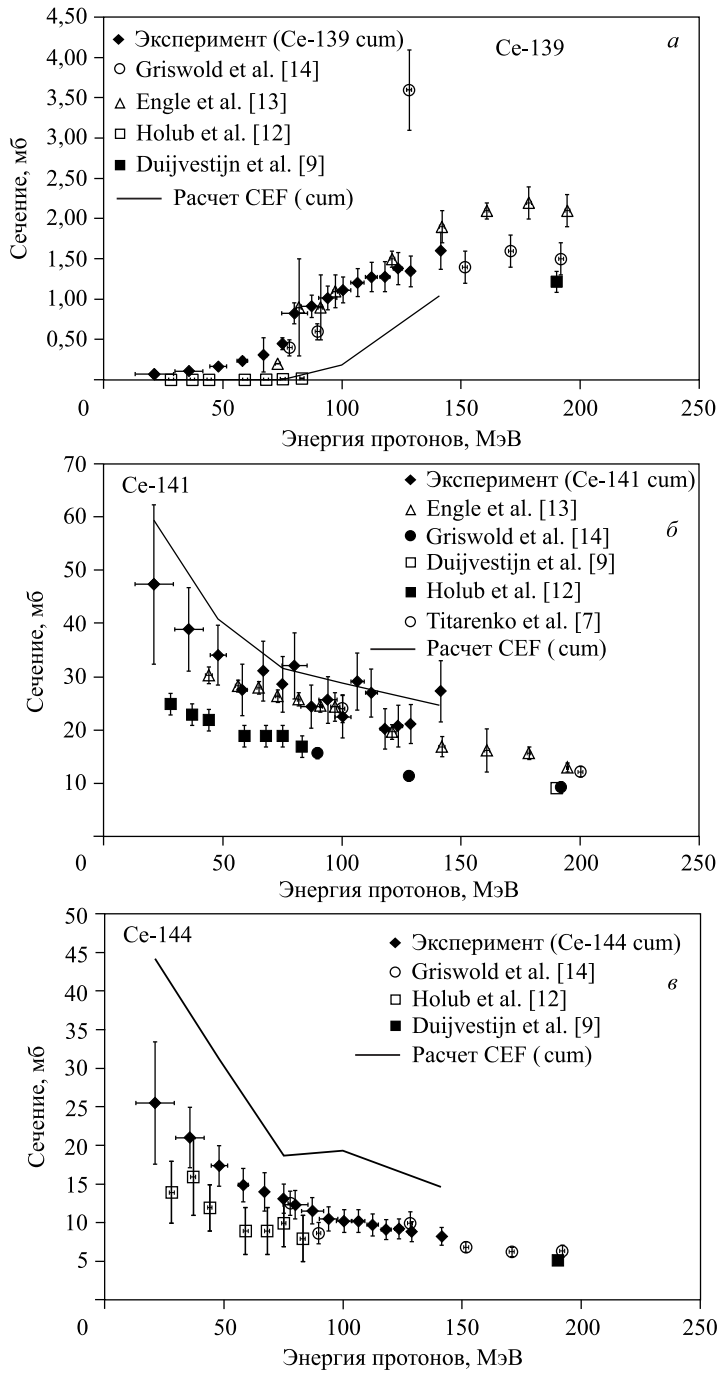 4,50
4,00
3,50
3,00
2,50
2,00
1,50
1,00
0,50
Сечение, мб
Эксперимент (Ce-139 cum)
Griswold et al. [14]
Engle et al. [13]
Holub et al. [12]
Duijvestijn et al. [9]
Расчет CEF (cum)
Ce-139
а
0 50 100 150 200 250
Энергия протонов, МэВ
70
60
50
40
30
20
10
Сечение, мб
Ce-141
Эксперимент (Ce-141 cum)
Engle et al. [13]
Griswold et al. [14]
Duijvestijn et al. [9]
Holub et al. [12]
Titarenko et al. [7]
Расчет CEF (cum)
б
0 50 100 150 200 250
Энергия протонов, МэВ
50
45
40
35
30
25
20
15
10
5
Сечение, мб
Ce-144
Эксперимент (Ce-144 cum)
Griswold et al. [14]
Holub et al. [12]
Duijvestijn et al. [9]
Расчет CEF (cum)
в
0 50 100 150 200 250
Энергия протонов, МэВ